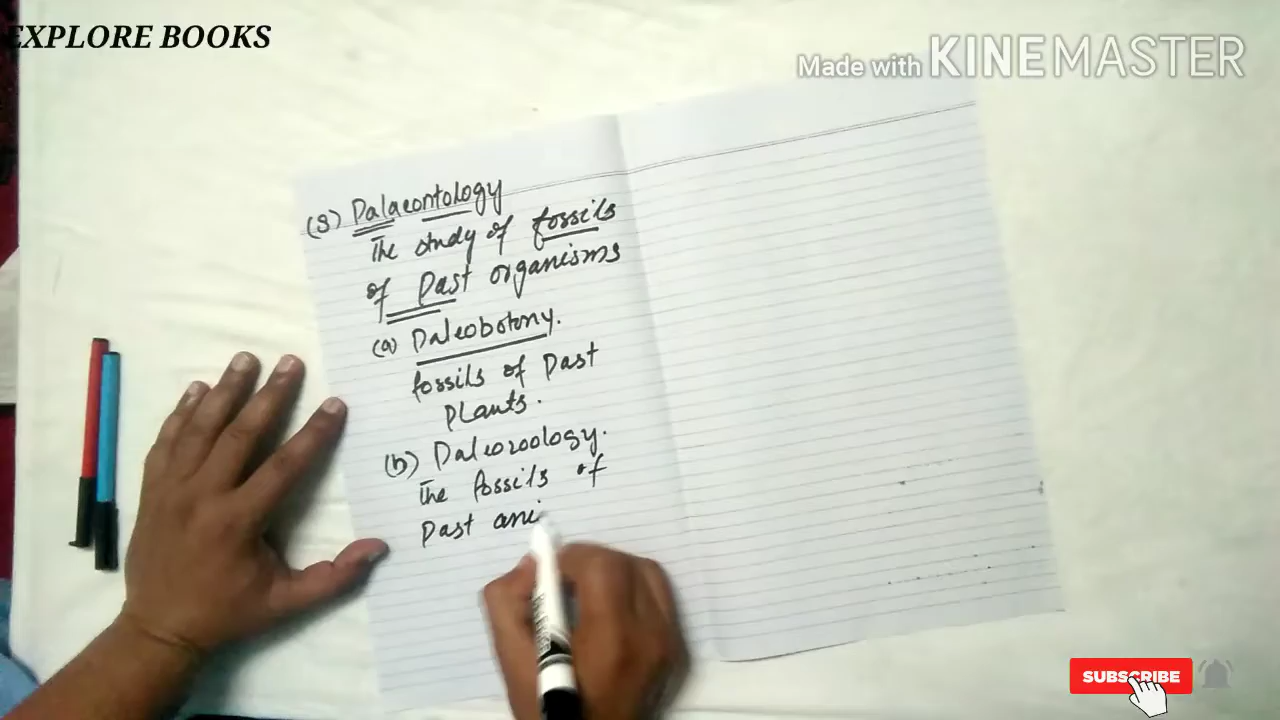 EXPLORE BOOKS
Made with KINEMASTER
(8) Palaeontology
The study of fossils
of Past organisms
(a) Paleobotony.
fossils of Past
Plants.
(b) Paleozoology.
The fossils of
Past ani
SUBSCRIBE